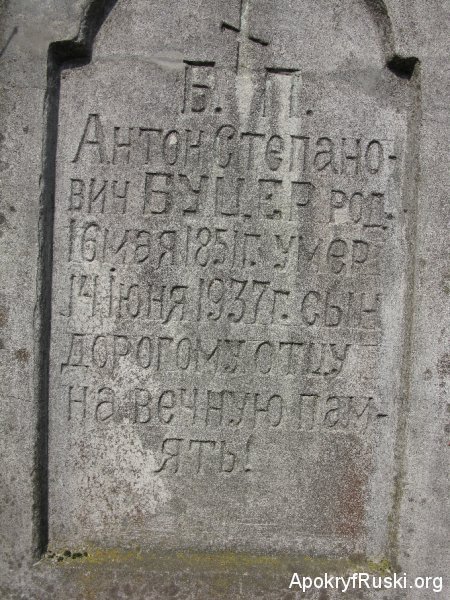 Б. П.
Антон Степано-
вич БУЦЕР род.
16 мая 1851 г. умер
14 Июня 1937 г. сын
дорогому отцу
на вечную пам-
ять!
ApokryfRuski.org